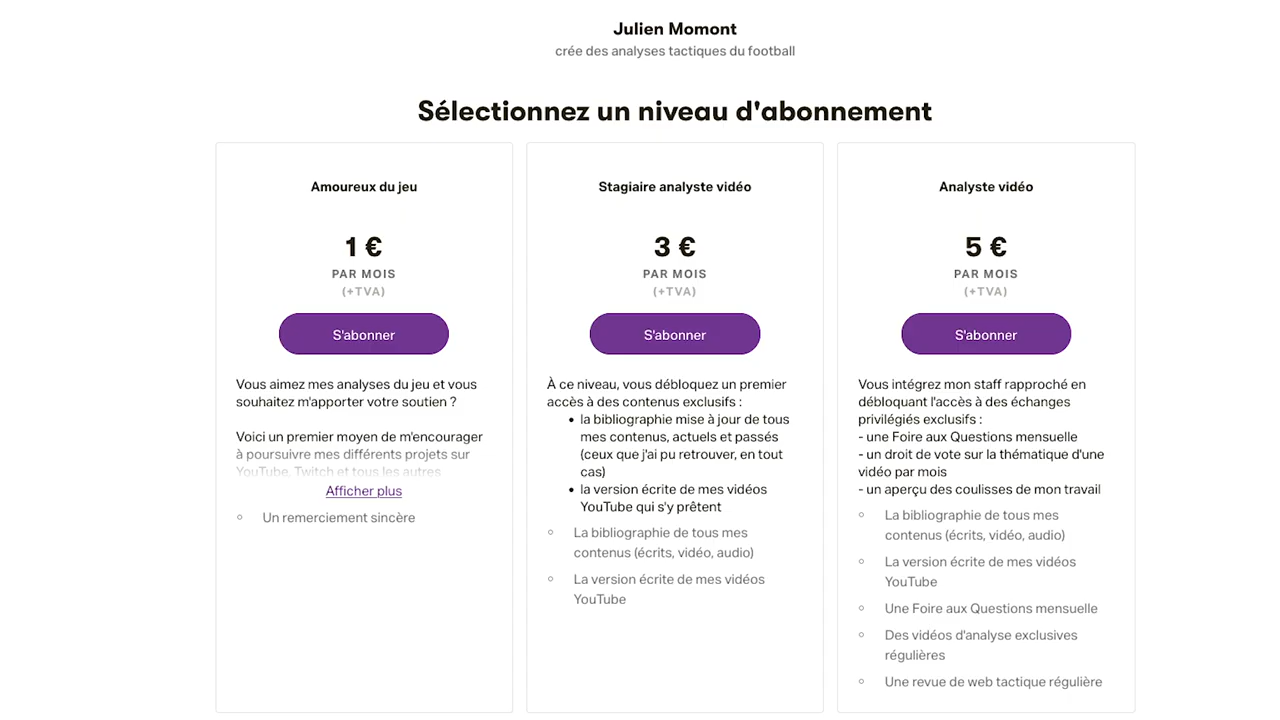 Julien Momont
crée des analyses tactiques du football
Sélectionnez un niveau d'abonnement
Amoureux du jeu
1 €
PAR MOIS
(+TVA)
S'abonner
Vous aimez mes analyses du jeu et vous
souhaitez m'apporter votre soutien ?
Voici un premier moyen de m'encourager
à poursuivre mes différents projets sur
YouTube, Twitch et tous les autres
Afficher plus
Un remerciement sincère
Stagiaire analyste vidéo
3 €
PAR MOIS
(+TVA)
S'abonner
À ce niveau, vous débloquez un premier
accès à des contenus exclusifs :
• la bibliographie mise à jour de tous
mes contenus, actuels et passés
(ceux que j'ai pu retrouver, en tout
cas)
• la version écrite de mes vidéos
YouTube qui s'y prêtent
La bibliographie de tous mes
contenus (écrits, vidéo, audio)
La version écrite de mes vidéos
YouTube
Analyste vidéo
5 €
PAR MOIS
(+TVA)
S'abonner
Vous intégrez mon staff rapproché en
débloquant l'accès à des échanges
privilégiés exclusifs :
- une Foire aux Questions mensuelle
- un droit de vote sur la thématique d'une
vidéo par mois
- un aperçu des coulisses de mon travail
La bibliographie de tous mes
contenus (écrits, vidéo, audio)
La version écrite de mes vidéos
YouTube
Une Foire aux Questions mensuelle
Des vidéos d'analyse exclusives
régulières
Une revue de web tactique régulière